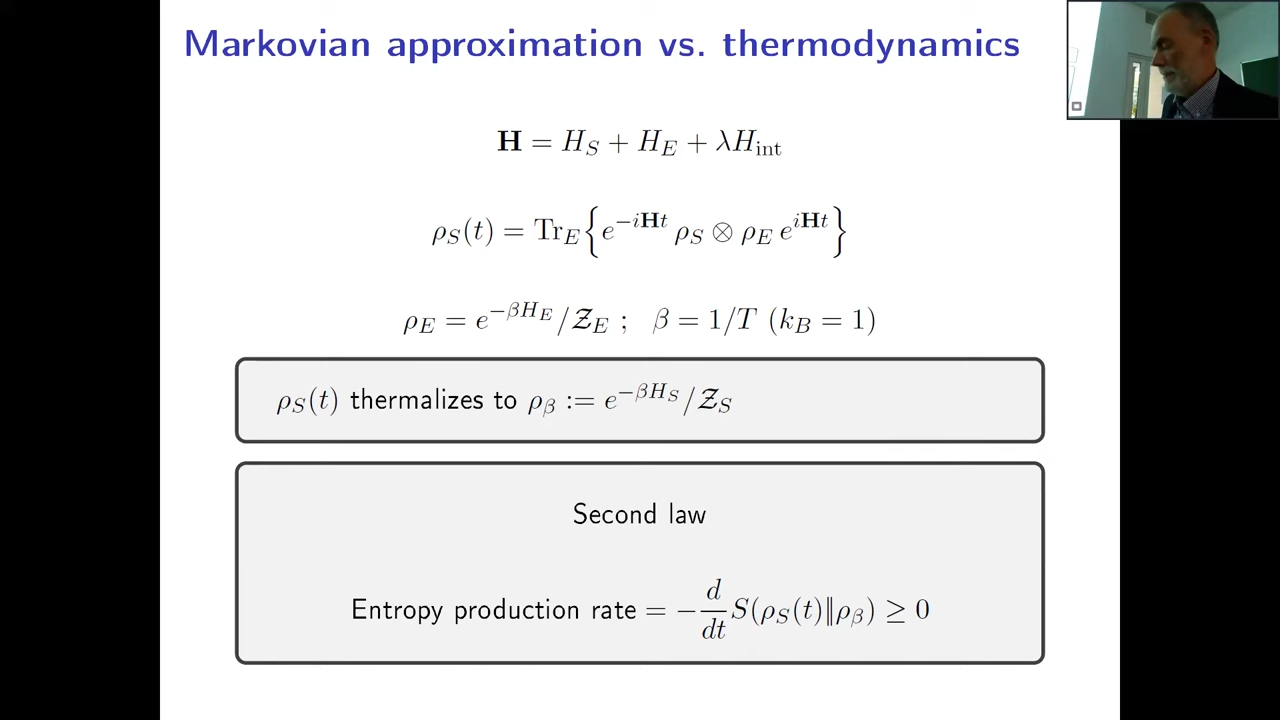 Markovian approximation vs. thermodynamics
𝐇 = H_S + H_E + λH_int
ρ_S(t) = Tr_E{e^{−i𝐇t} ρ_S ⊗ ρ_E e^{i𝐇t}}
ρ_E = e^{−βH_E}/𝒵_E ; β = 1/T (k_B = 1)
ρ_S(t) thermalizes to ρ_β := e^{−βH_S}/𝒵_S
Second law
Entropy production rate = −d/dt S(ρ_S(t)‖ρ_β) ≥ 0